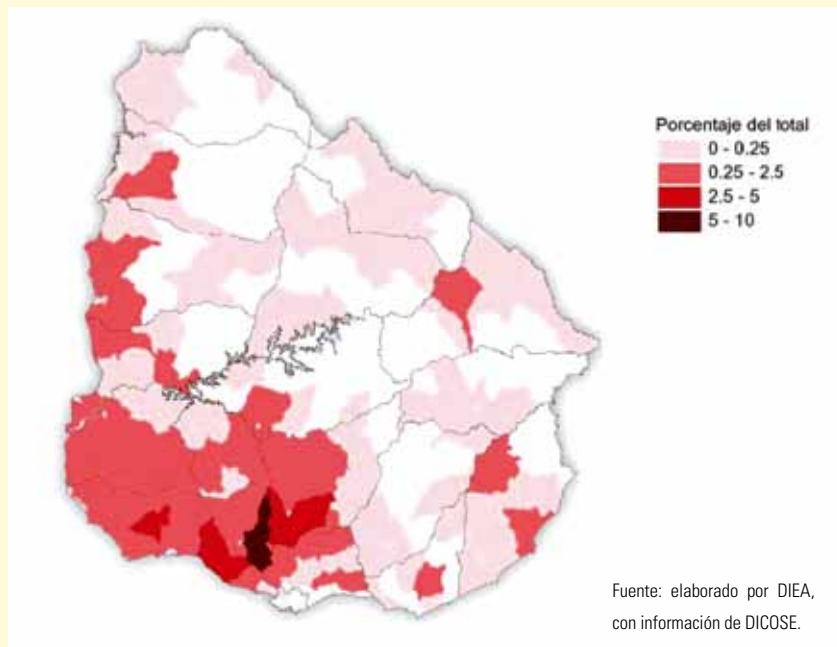 Porcentaje del total
0 - 0.25
0.25 - 2.5
2.5 - 5
5 - 10
Fuente: elaborado por DIEA,
con información de DICOSE.